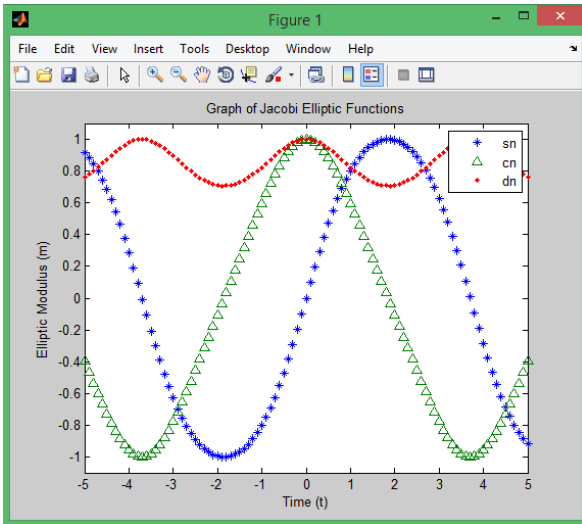 Figure 1
File Edit View Insert Tools Desktop Window Help
Graph of Jacobi Elliptic Functions
sn
cn
dn
1
0.8
0.6
0.4
0.2
0
-0.2
-0.4
-0.6
-0.8
-1
Elliptic Modulus (m)
-5 -4 -3 -2 -1 0 1 2 3 4 5
Time (t)